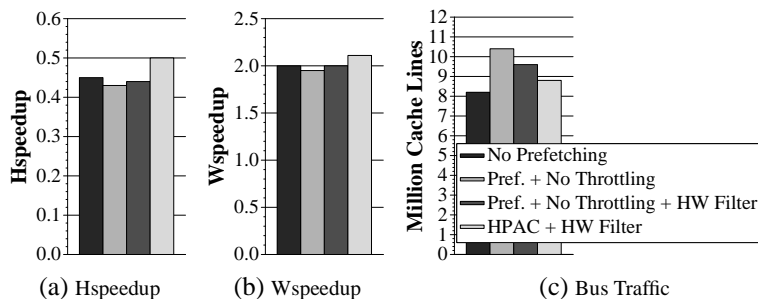 0.6
0.5
0.4
0.3
0.2
0.1
0.0
Hspeedup
(a) Hspeedup
2.5
2.0
1.5
1.0
0.5
0.0
Wspeedup
(b) Wspeedup
12
11
10
9
8
7
6
5
4
3
2
1
0
Million Cache Lines
No Prefetching
Pref. + No Throttling
Pref. + No Throttling + HW Filter
HPAC + HW Filter
(c) Bus Traffic